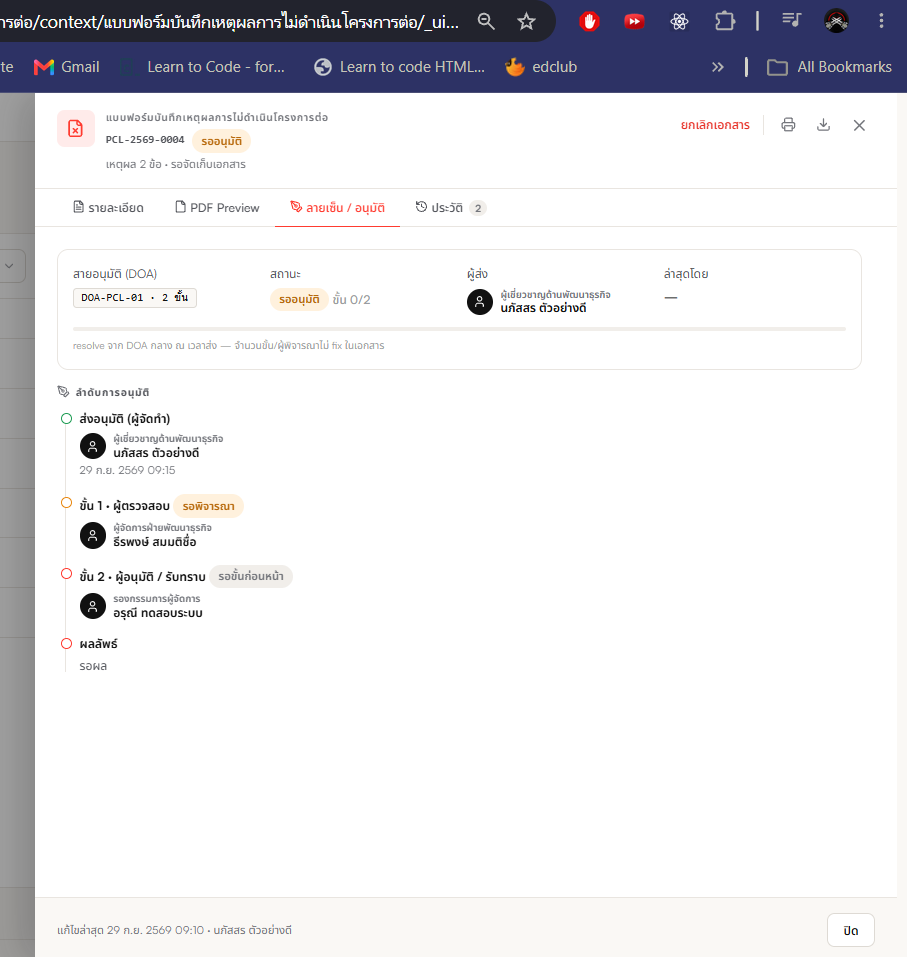 ารต่อ/context/แบบฟอร์มบันทึกเหตุผลการไม่ดำเนินโครงการต่อ/_ui...
te Gmail Learn to Code - for... Learn to code HTML... edclub All Bookmarks
แบบฟอร์มบันทึกเหตุผลการไม่ดำเนินโครงการต่อ
PCL-2569-0004 รออนุมัติ
เหตุผล 2 ข้อ • รอจัดเก็บเอกสาร
ยกเลิกเอกสาร
รายละเอียด PDF Preview ลายเซ็น / อนุมัติ ประวัติ 2
สายอนุมัติ (DOA) สถานะ ผู้ส่ง ล่าสุดโดย
DOA-PCL-01 • 2 ขั้น รออนุมัติ ขั้น 0/2 ผู้เชี่ยวชาญด้านพัฒนาธุรกิจ —
นภัสสร ตัวอย่างดี
resolve จาก DOA กลาง ณ เวลาส่ง — จำนวนขั้น/ผู้พิจารณาไม่ fix ในเอกสาร
ลำดับการอนุมัติ
ส่งอนุมัติ (ผู้จัดทำ)
ผู้เชี่ยวชาญด้านพัฒนาธุรกิจ
นภัสสร ตัวอย่างดี
29 ก.ย. 2569 09:15
ขั้น 1 • ผู้ตรวจสอบ รอพิจารณา
ผู้จัดการฝ่ายพัฒนาธุรกิจ
ธีรพงษ์ สมมติชื่อ
ขั้น 2 • ผู้อนุมัติ / รับทราบ รอขั้นก่อนหน้า
รองกรรมการผู้จัดการ
อรุณี ทดสอบระบบ
ผลลัพธ์
รอผล
แก้ไขล่าสุด 29 ก.ย. 2569 09:10 • นภัสสร ตัวอย่างดี
ปิด